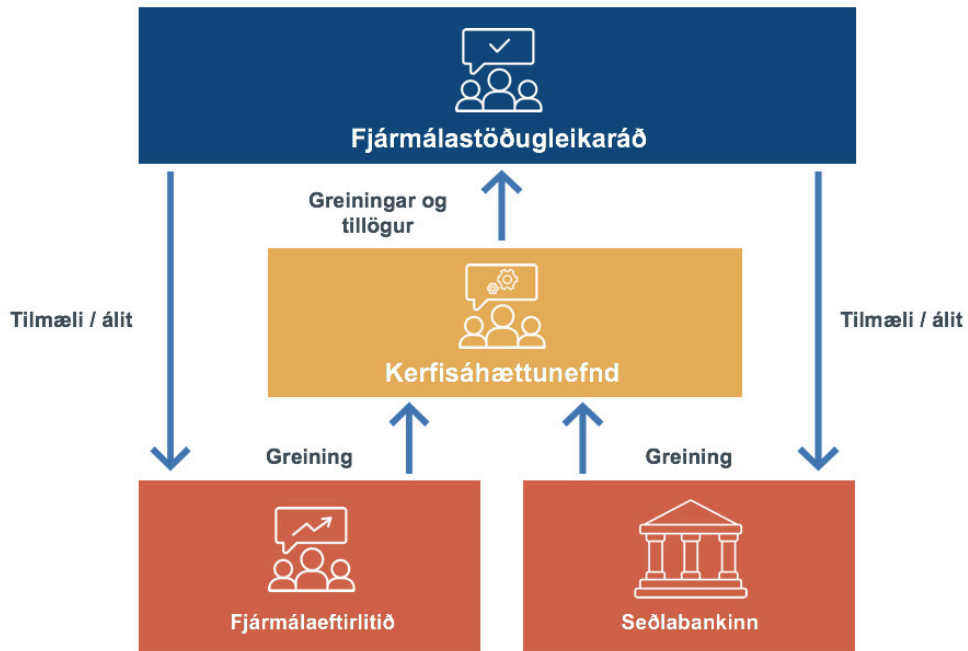 Fjármálastöðugleikaráð
Greiningar og
tillögur
Tilmæli / álit
Tilmæli / álit
Kerfisáhættunefnd
Greining
Greining
Fjármálaeftirlitið
Seðlabankinn